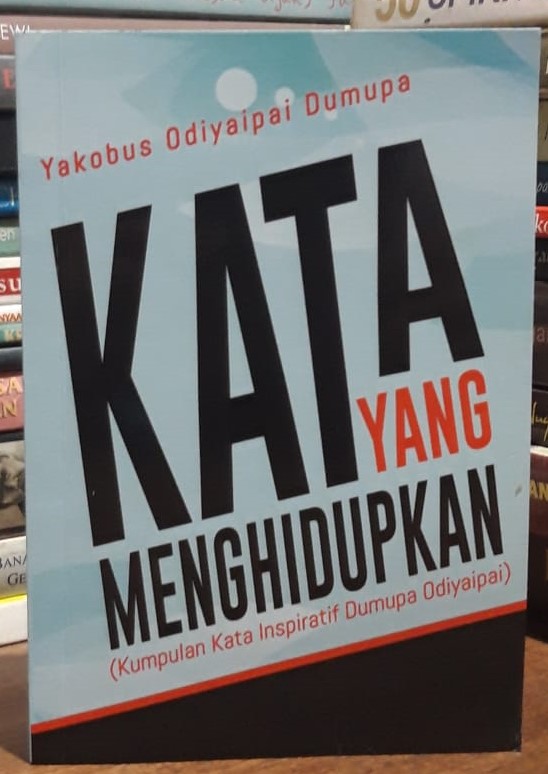 Yakobus Odiyaipai Dumupa
KATA
YANG
MENGHIDUPKAN
(Kumpulan Kata Inspiratif Dumupa Odiyaipai)